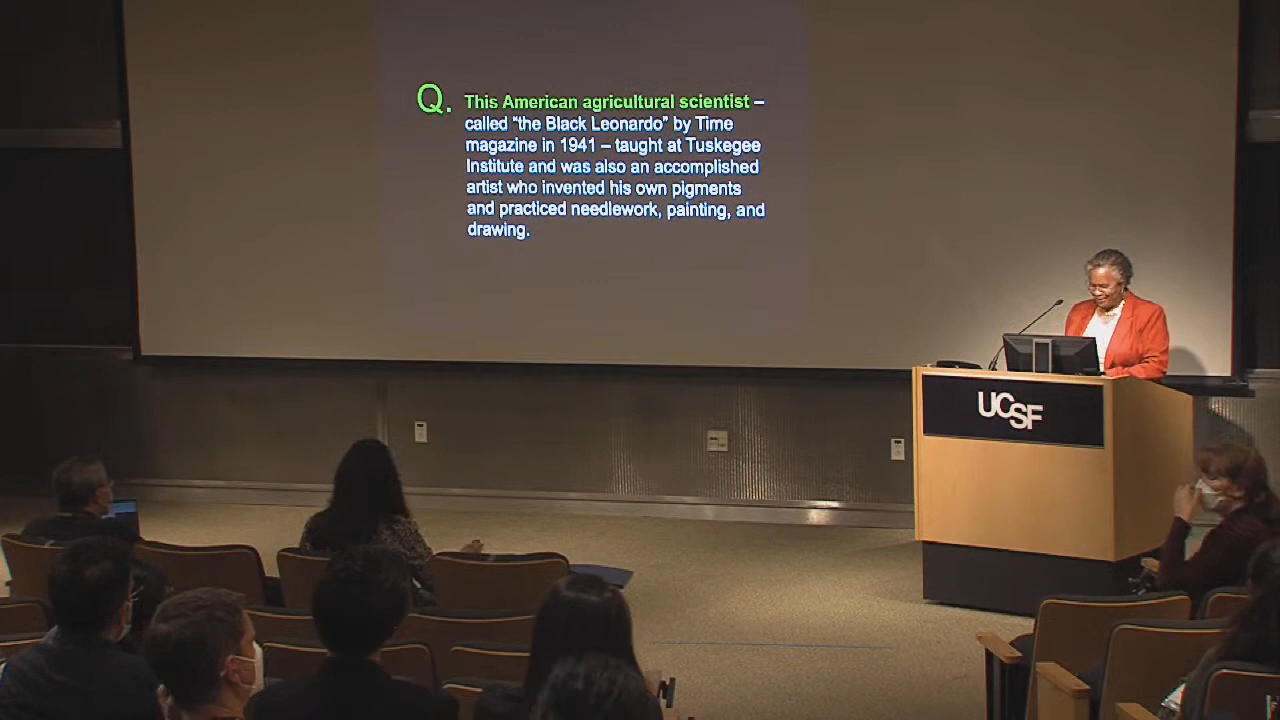 Q. This American agricultural scientist –
called “the Black Leonardo” by Time
magazine in 1941 – taught at Tuskegee
Institute and was also an accomplished
artist who invented his own pigments
and practiced needlework, painting, and
drawing.
UCSF